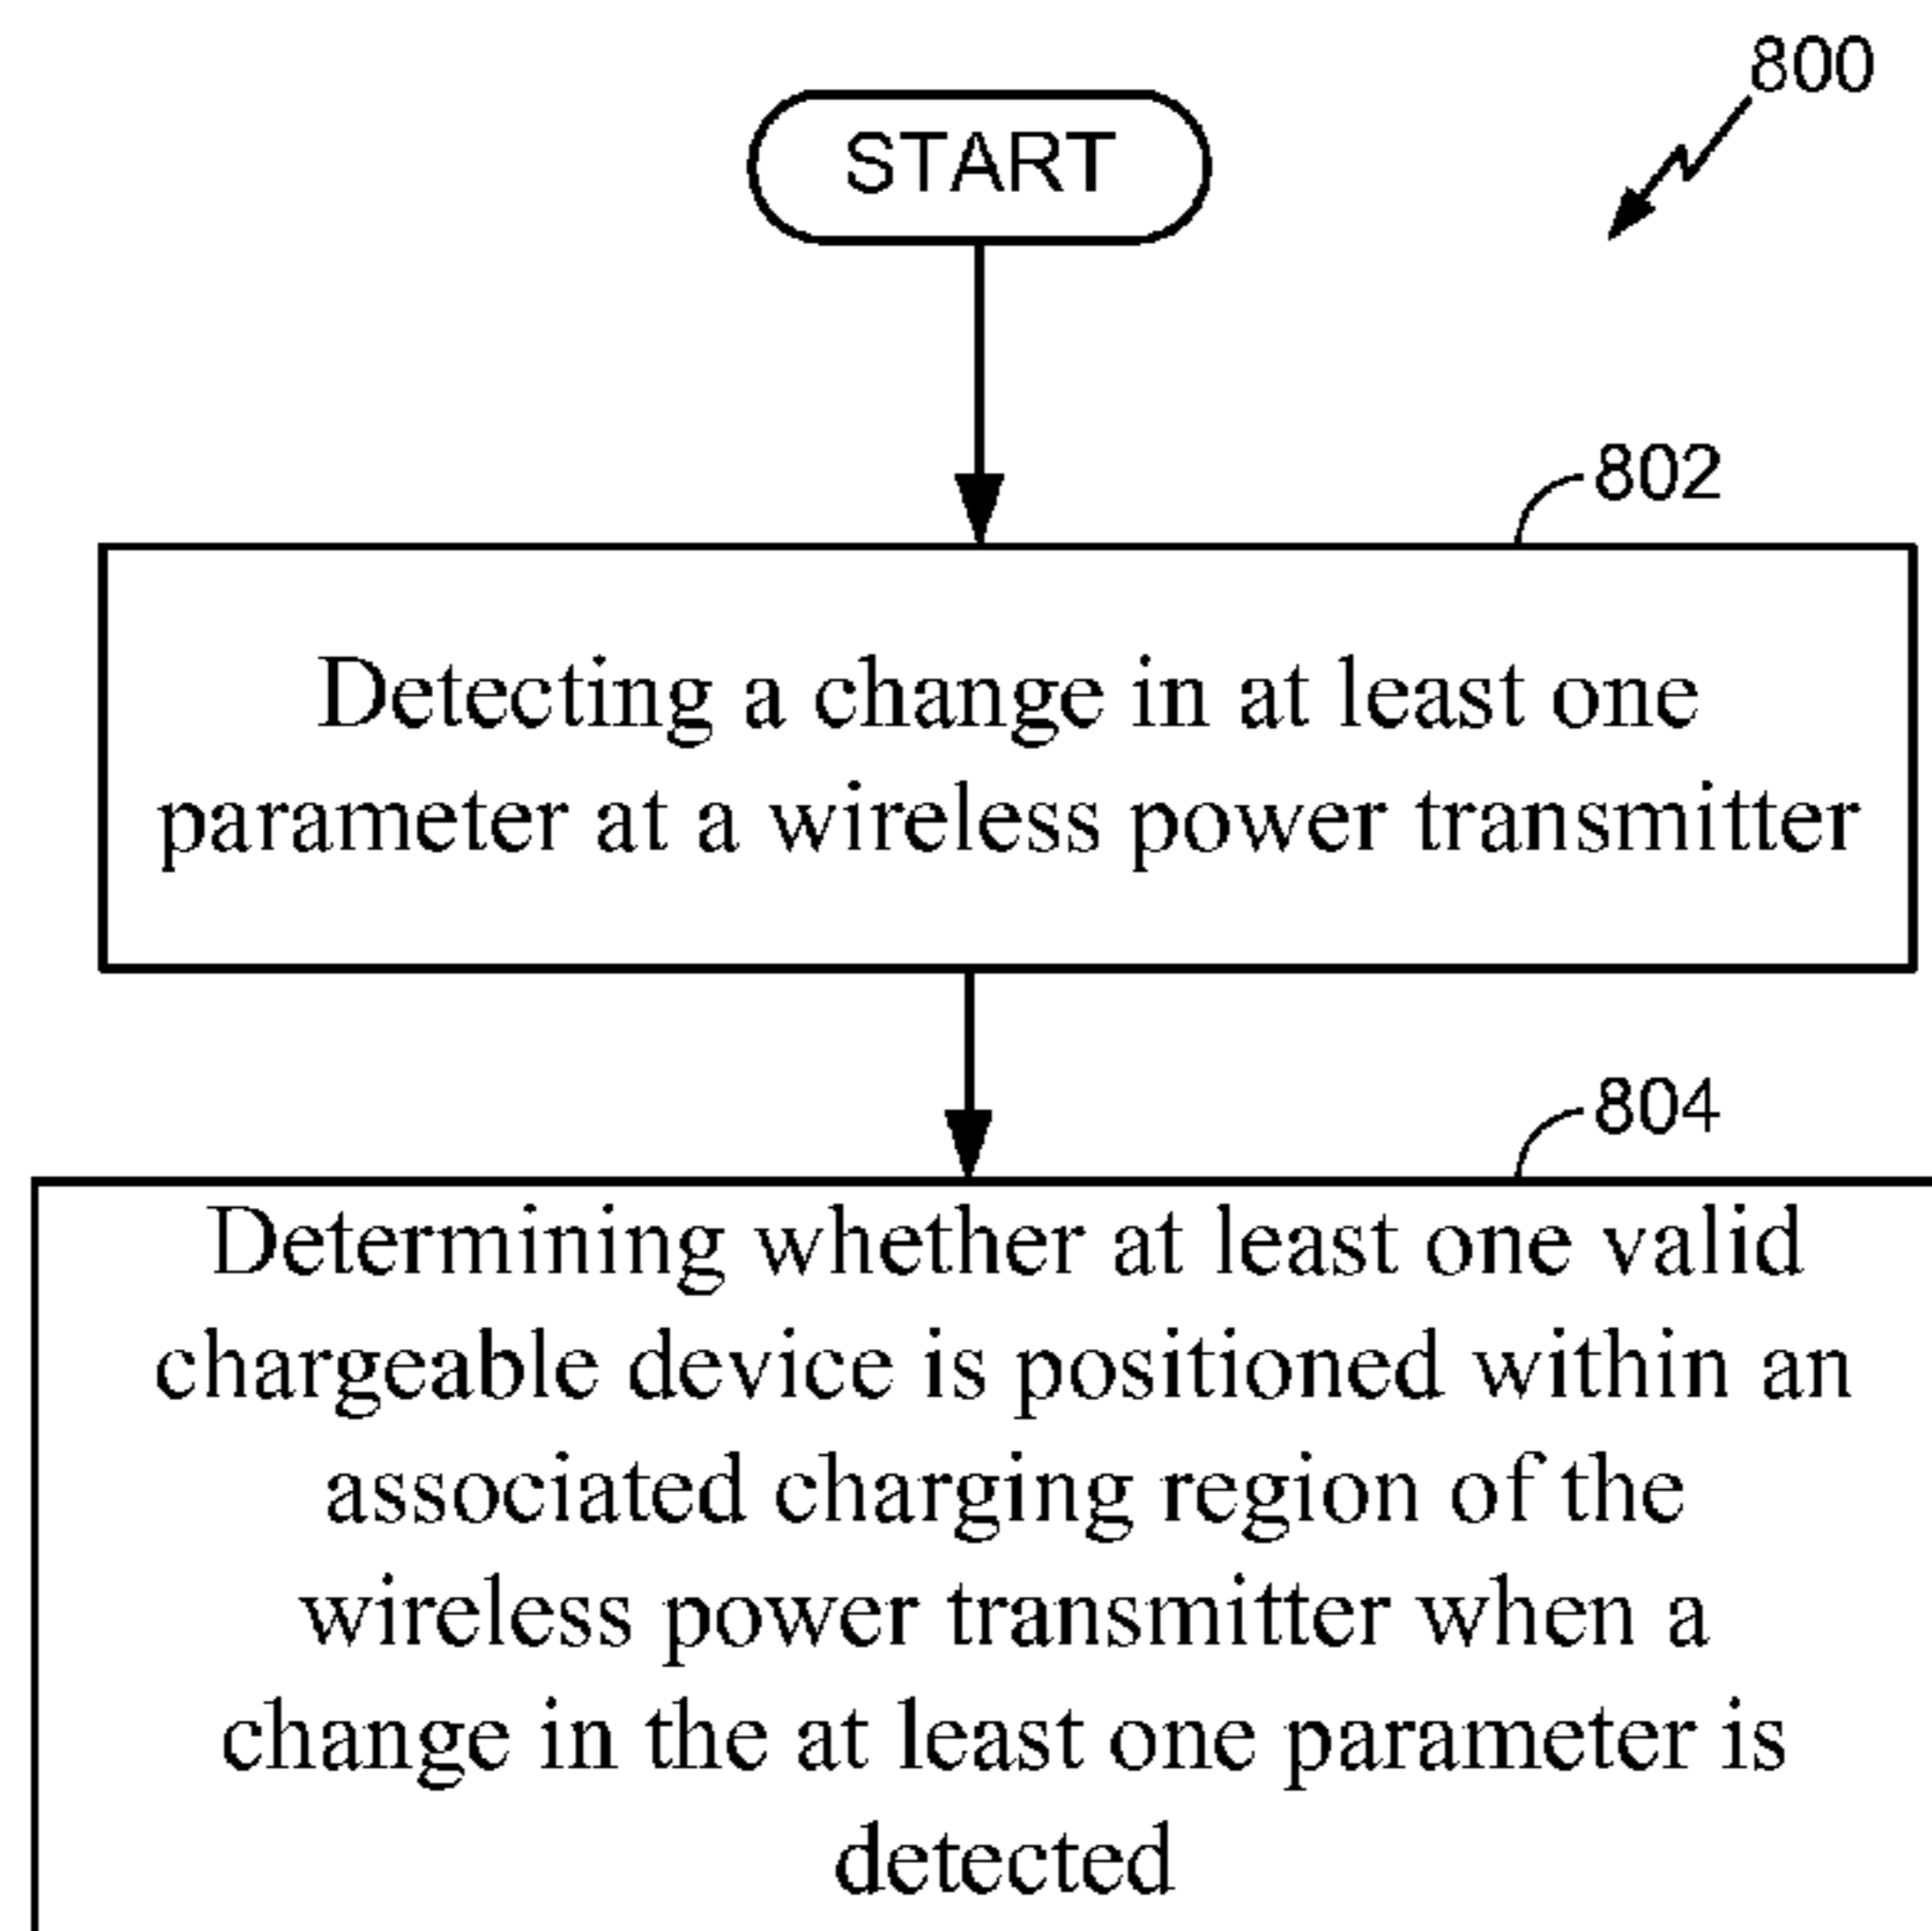 800
START
802
Detecting a change in at least one
parameter at a wireless power transmitter
804
Determining whether at least one valid
chargeable device is positioned within an
associated charging region of the
wireless power transmitter when a
change in the at least one parameter is
detected